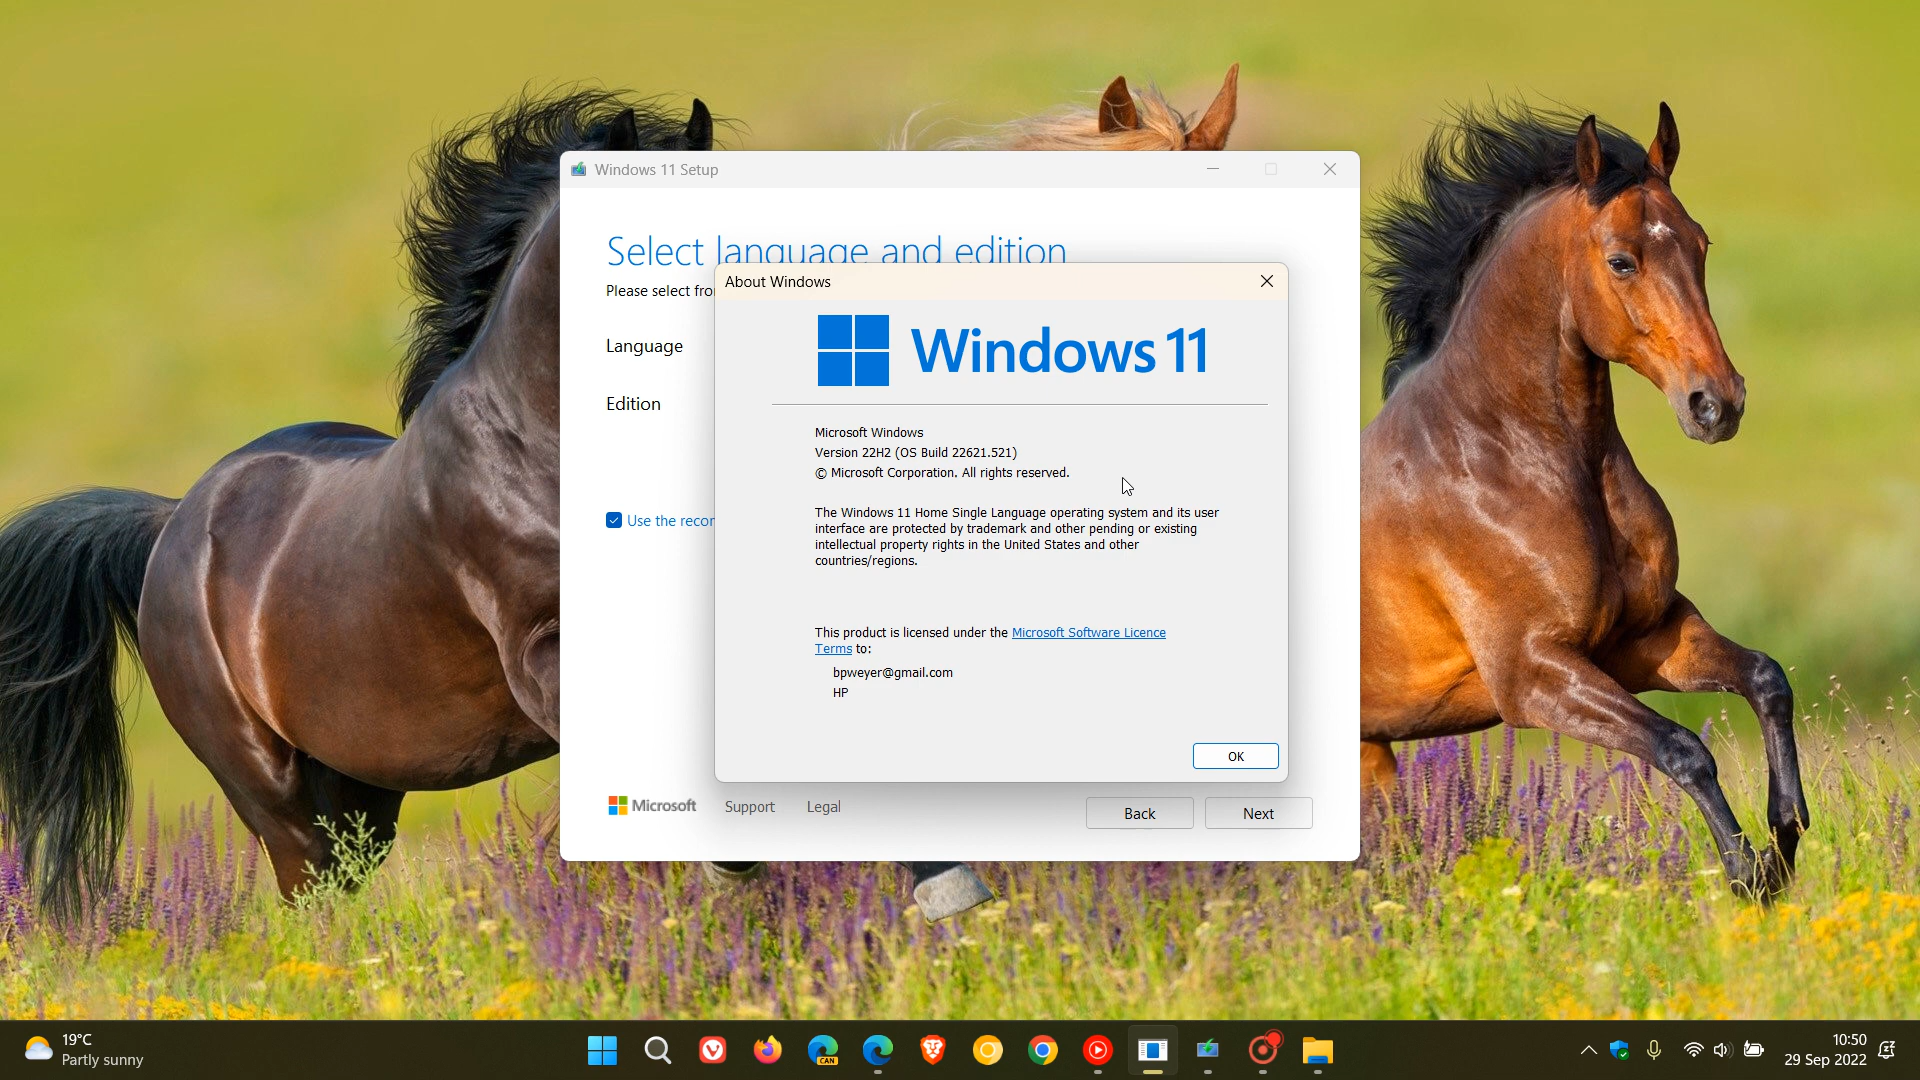 Windows 11 Setup
Select language and edition
Please select fro
Language
Edition
Use the recor
About Windows
Windows 11
Microsoft Windows
Version 22H2 (OS Build 22621.521)
© Microsoft Corporation. All rights reserved.
The Windows 11 Home Single Language operating system and its user
interface are protected by trademark and other pending or existing
intellectual property rights in the United States and other
countries/regions.
This product is licensed under the Microsoft Software Licence
Terms to:
bpweyer@gmail.com
HP
OK
Microsoft
Support
Legal
Back
Next
19°C
Partly sunny
CAN
10:50
29 Sep 2022